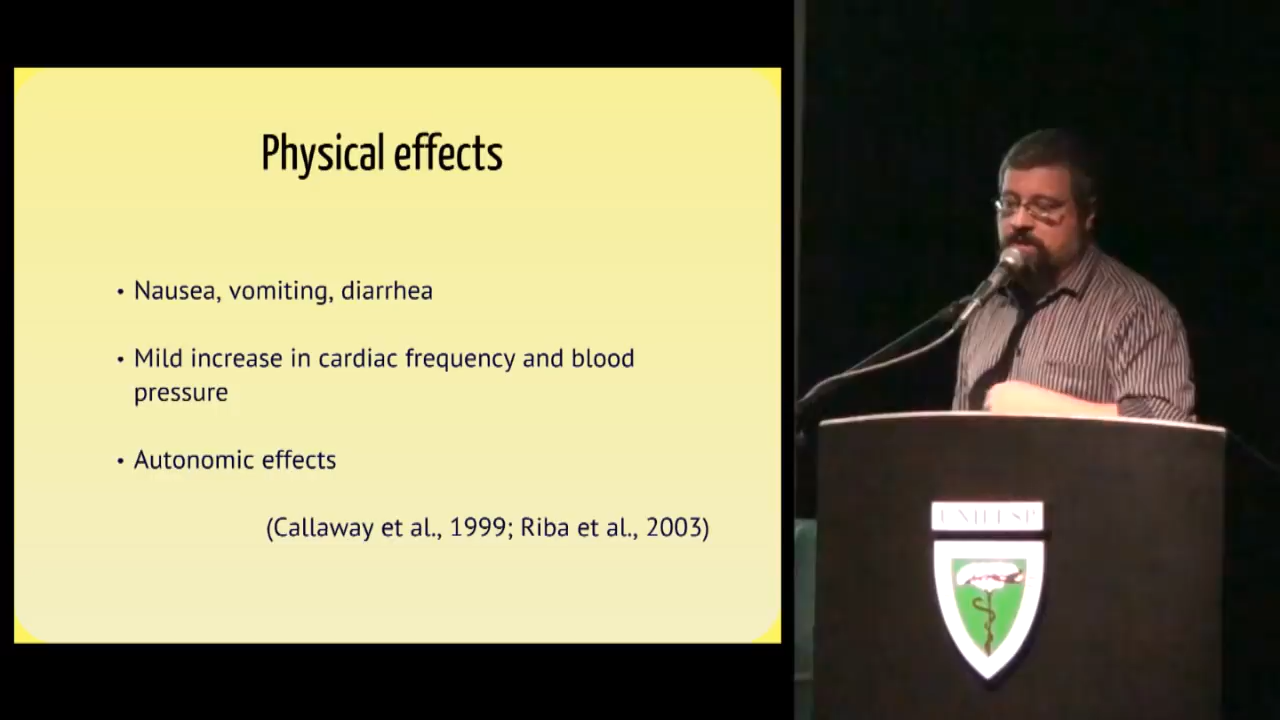 Physical effects
• Nausea, vomiting, diarrhea
• Mild increase in cardiac frequency and blood
pressure
• Autonomic effects
(Callaway et al., 1999; Riba et al., 2003)
UNIFESP